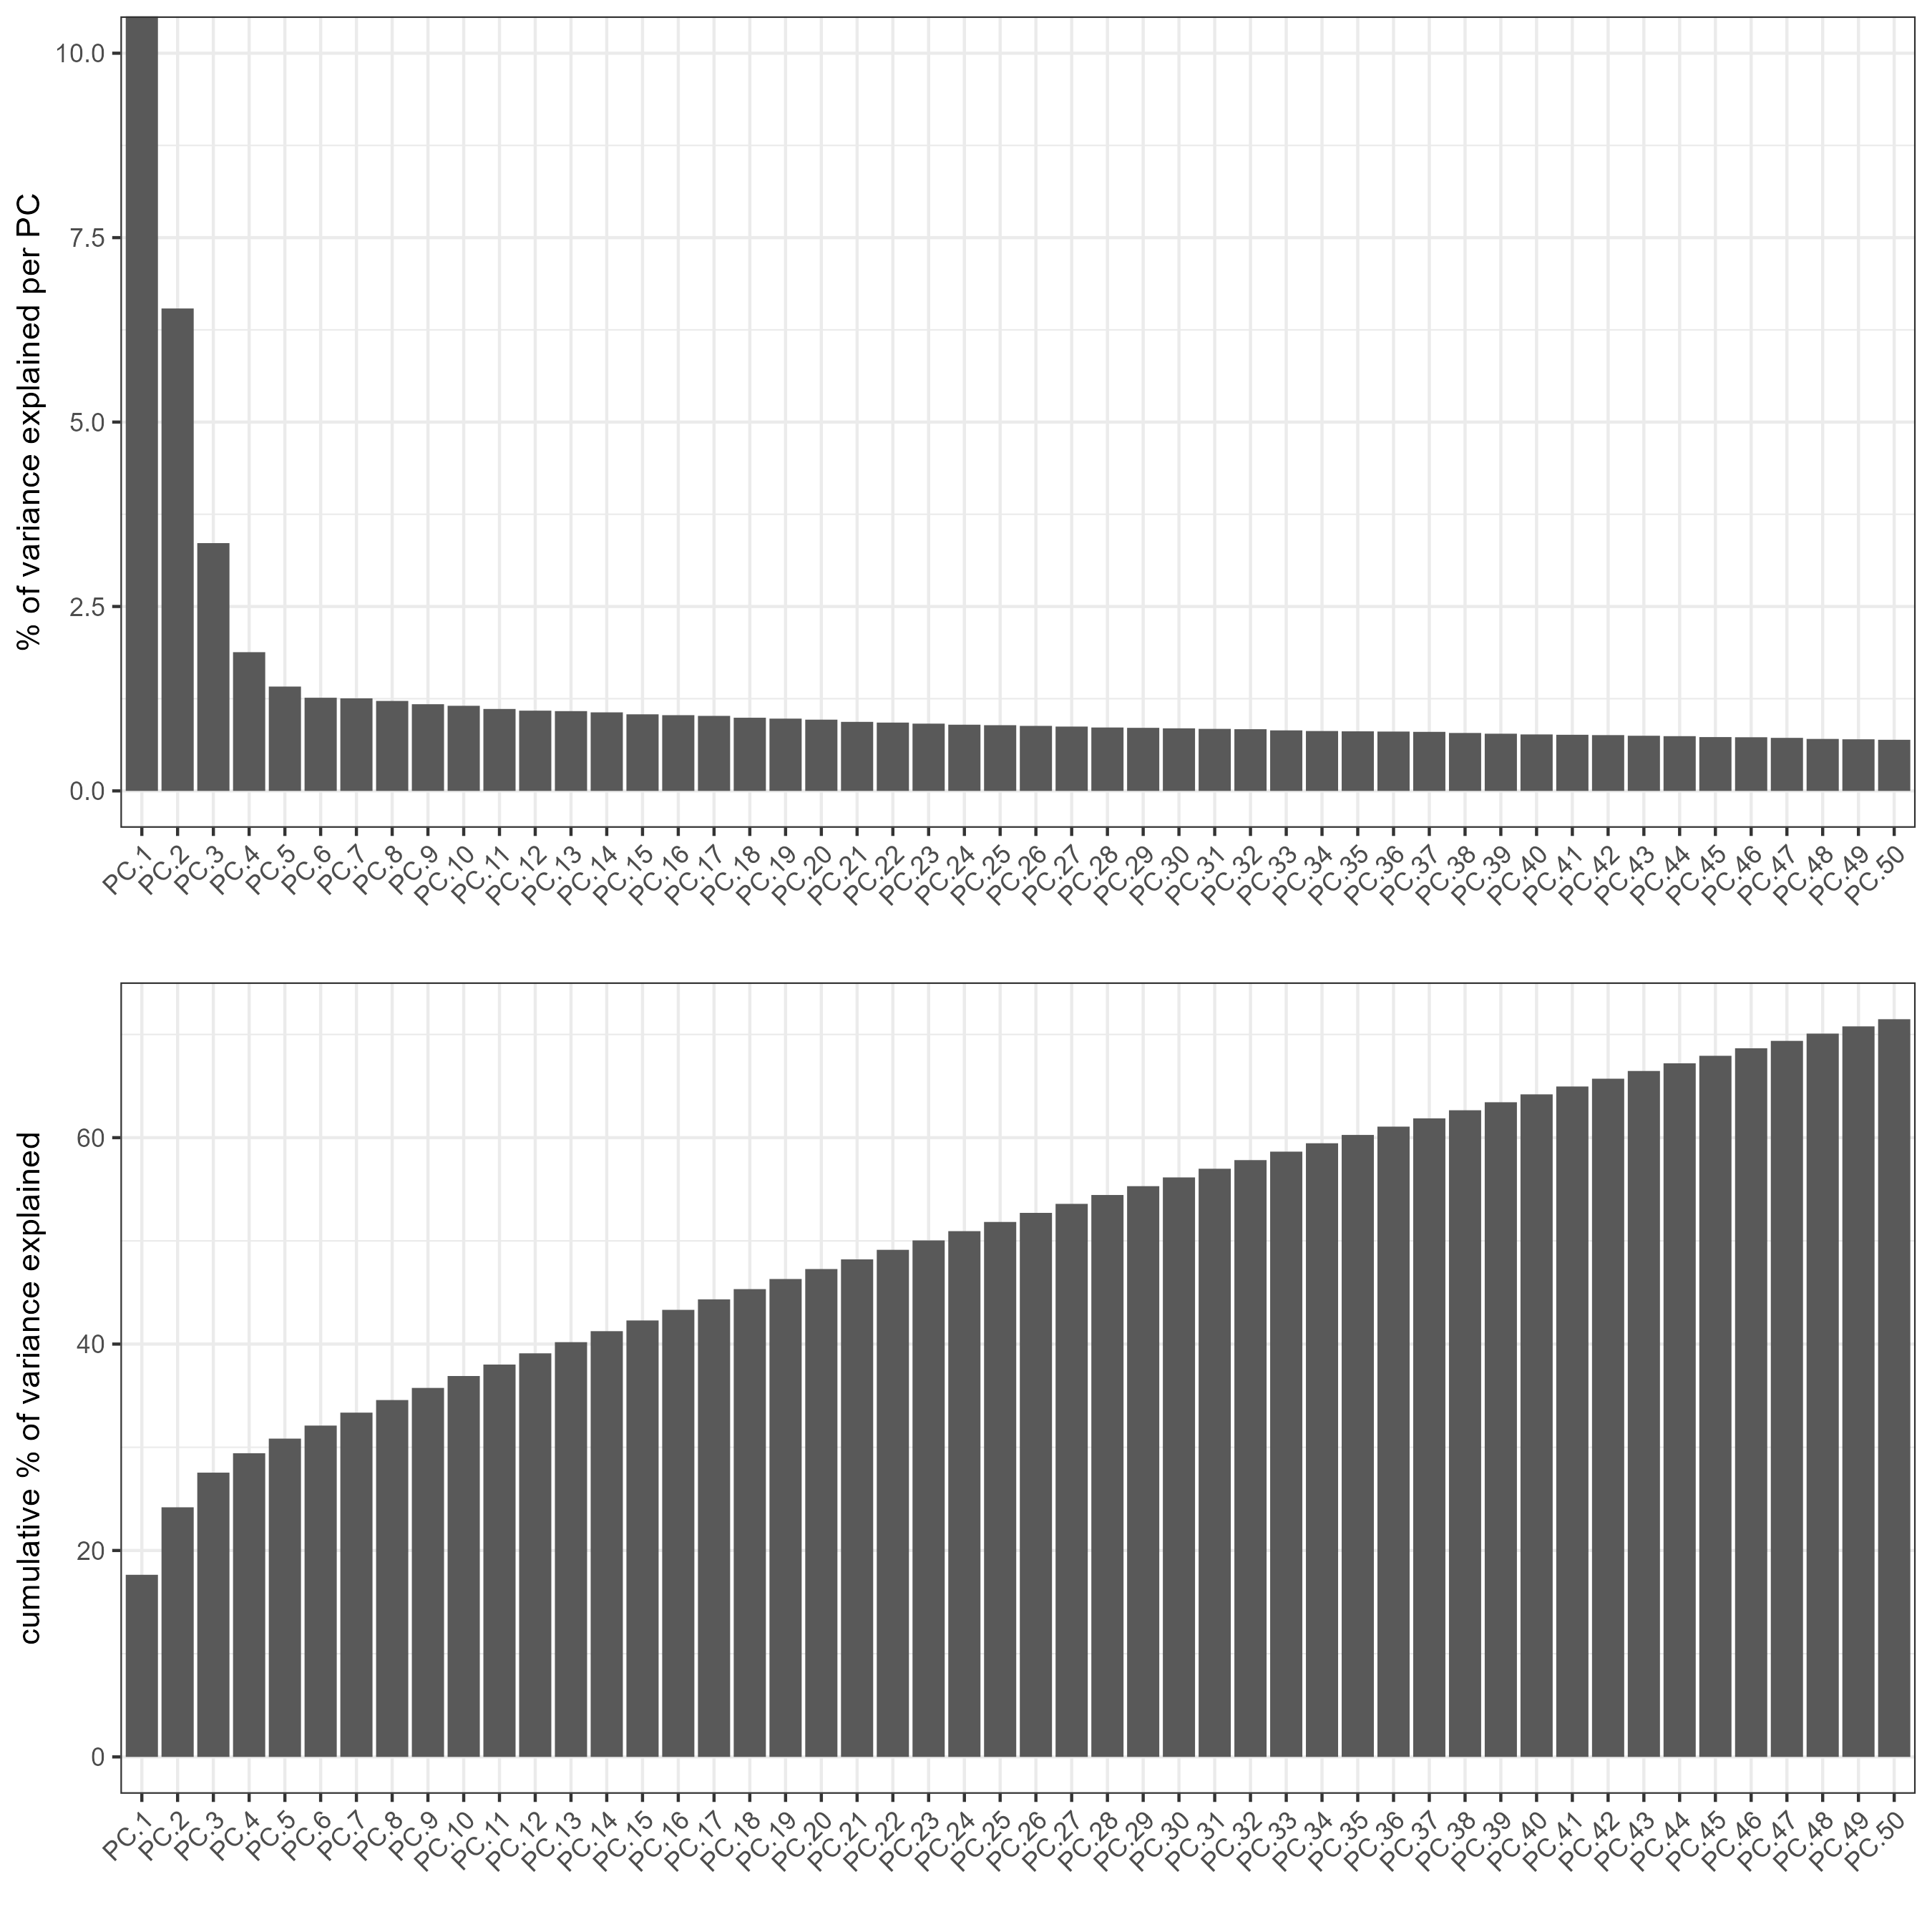 % of variance explained per PC
10.0
7.5
5.0
2.5
0.0
PC.1
PC.2
PC.3
PC.4
PC.5
PC.6
PC.7
PC.8
PC.9
PC.10
PC.11
PC.12
PC.13
PC.14
PC.15
PC.16
PC.17
PC.18
PC.19
PC.20
PC.21
PC.22
PC.23
PC.24
PC.25
PC.26
PC.27
PC.28
PC.29
PC.30
PC.31
PC.32
PC.33
PC.34
PC.35
PC.36
PC.37
PC.38
PC.39
PC.40
PC.41
PC.42
PC.43
PC.44
PC.45
PC.46
PC.47
PC.48
PC.49
PC.50
cumulative % of variance explained
60
40
20
0
PC.1
PC.2
PC.3
PC.4
PC.5
PC.6
PC.7
PC.8
PC.9
PC.10
PC.11
PC.12
PC.13
PC.14
PC.15
PC.16
PC.17
PC.18
PC.19
PC.20
PC.21
PC.22
PC.23
PC.24
PC.25
PC.26
PC.27
PC.28
PC.29
PC.30
PC.31
PC.32
PC.33
PC.34
PC.35
PC.36
PC.37
PC.38
PC.39
PC.40
PC.41
PC.42
PC.43
PC.44
PC.45
PC.46
PC.47
PC.48
PC.49
PC.50